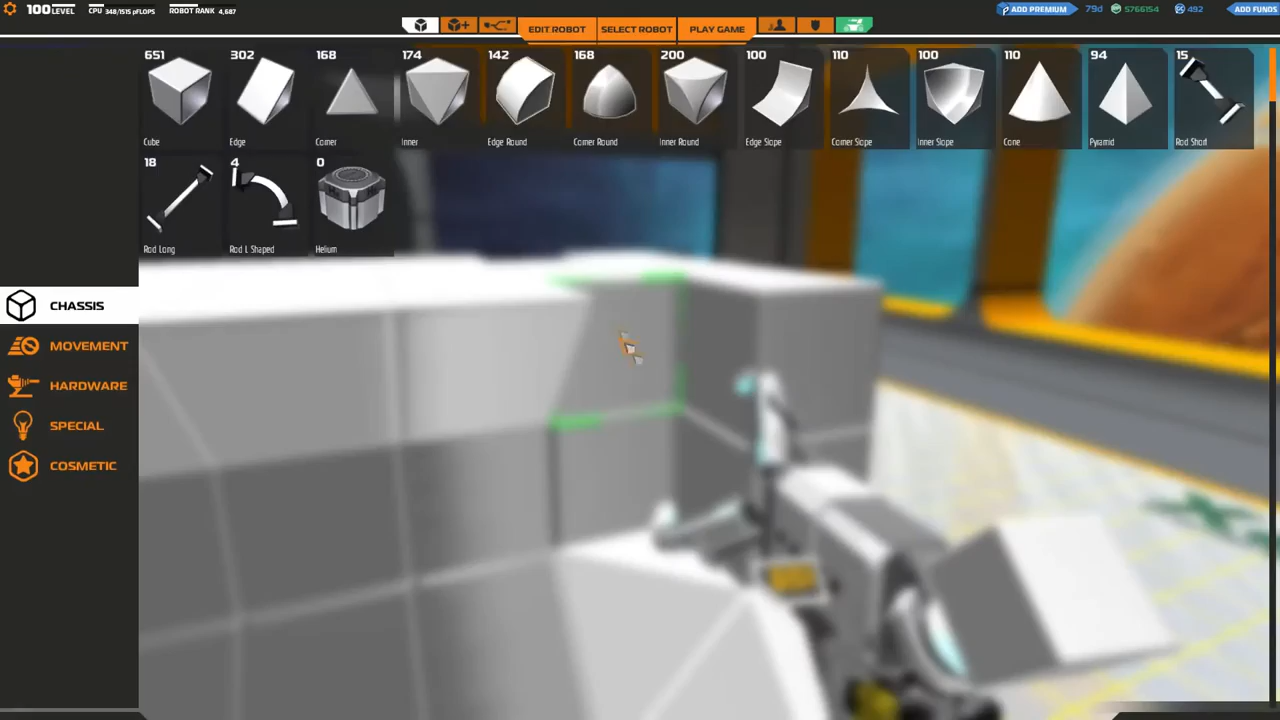 100 LEVEL CPU 348/1515 pFLOPS ROBOT RANK 4,687
ADD PREMIUM 79d 5766154 492 ADD FUNDS
EDIT ROBOT SELECT ROBOT PLAY GAME
651 302 168 174 142 168 200 100 110 100 110 94 15
Cube Edge Corner Inner Edge Round Corner Round Inner Round Edge Slope Corner Slope Inner Slope Cone Pyramid Rod Short
18 4 0
Rod Long Rod L Shaped Helium
CHASSIS
MOVEMENT
HARDWARE
SPECIAL
COSMETIC